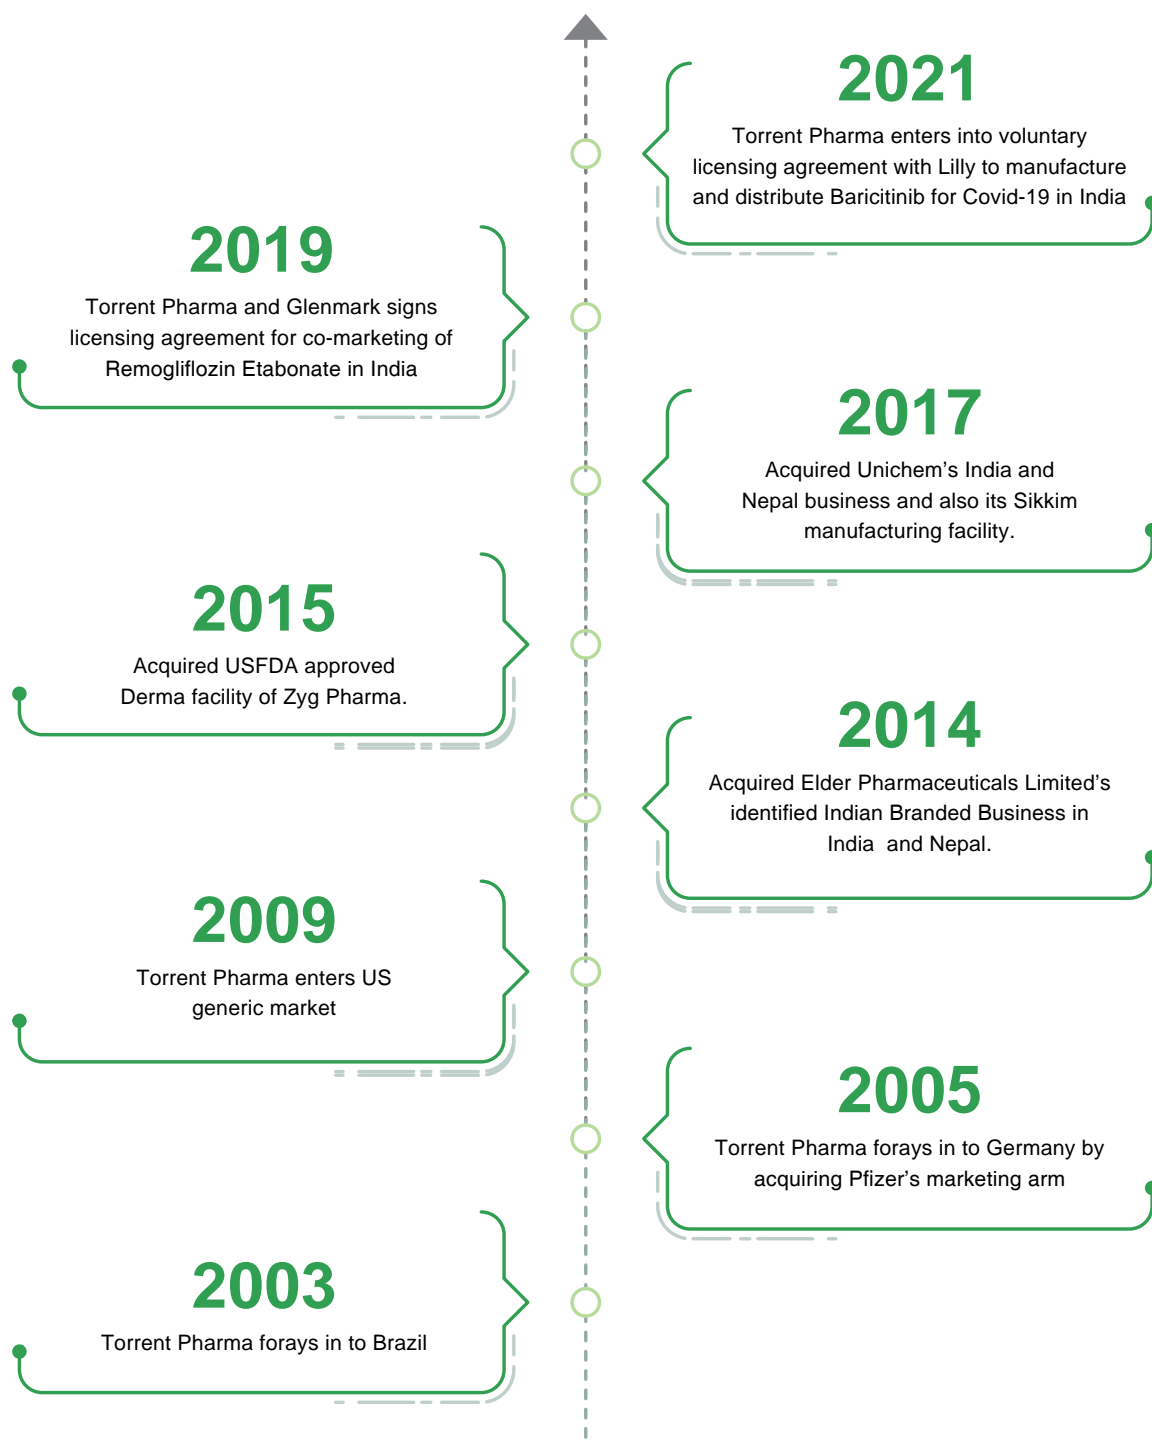 2021
Torrent Pharma enters into voluntary
licensing agreement with Lilly to manufacture
and distribute Baricitinib for Covid-19 in India
2019
Torrent Pharma and Glenmark signs
licensing agreement for co-marketing of
Remogliflozin Etabonate in India
2017
Acquired Unichem’s India and
Nepal business and also its Sikkim
manufacturing facility.
2015
Acquired USFDA approved
Derma facility of Zyg Pharma.
2014
Acquired Elder Pharmaceuticals Limited’s
identified Indian Branded Business in
India  and Nepal.
2009
Torrent Pharma enters US
generic market
2005
Torrent Pharma forays in to Germany by
acquiring Pfizer’s marketing arm
2003
Torrent Pharma forays in to Brazil